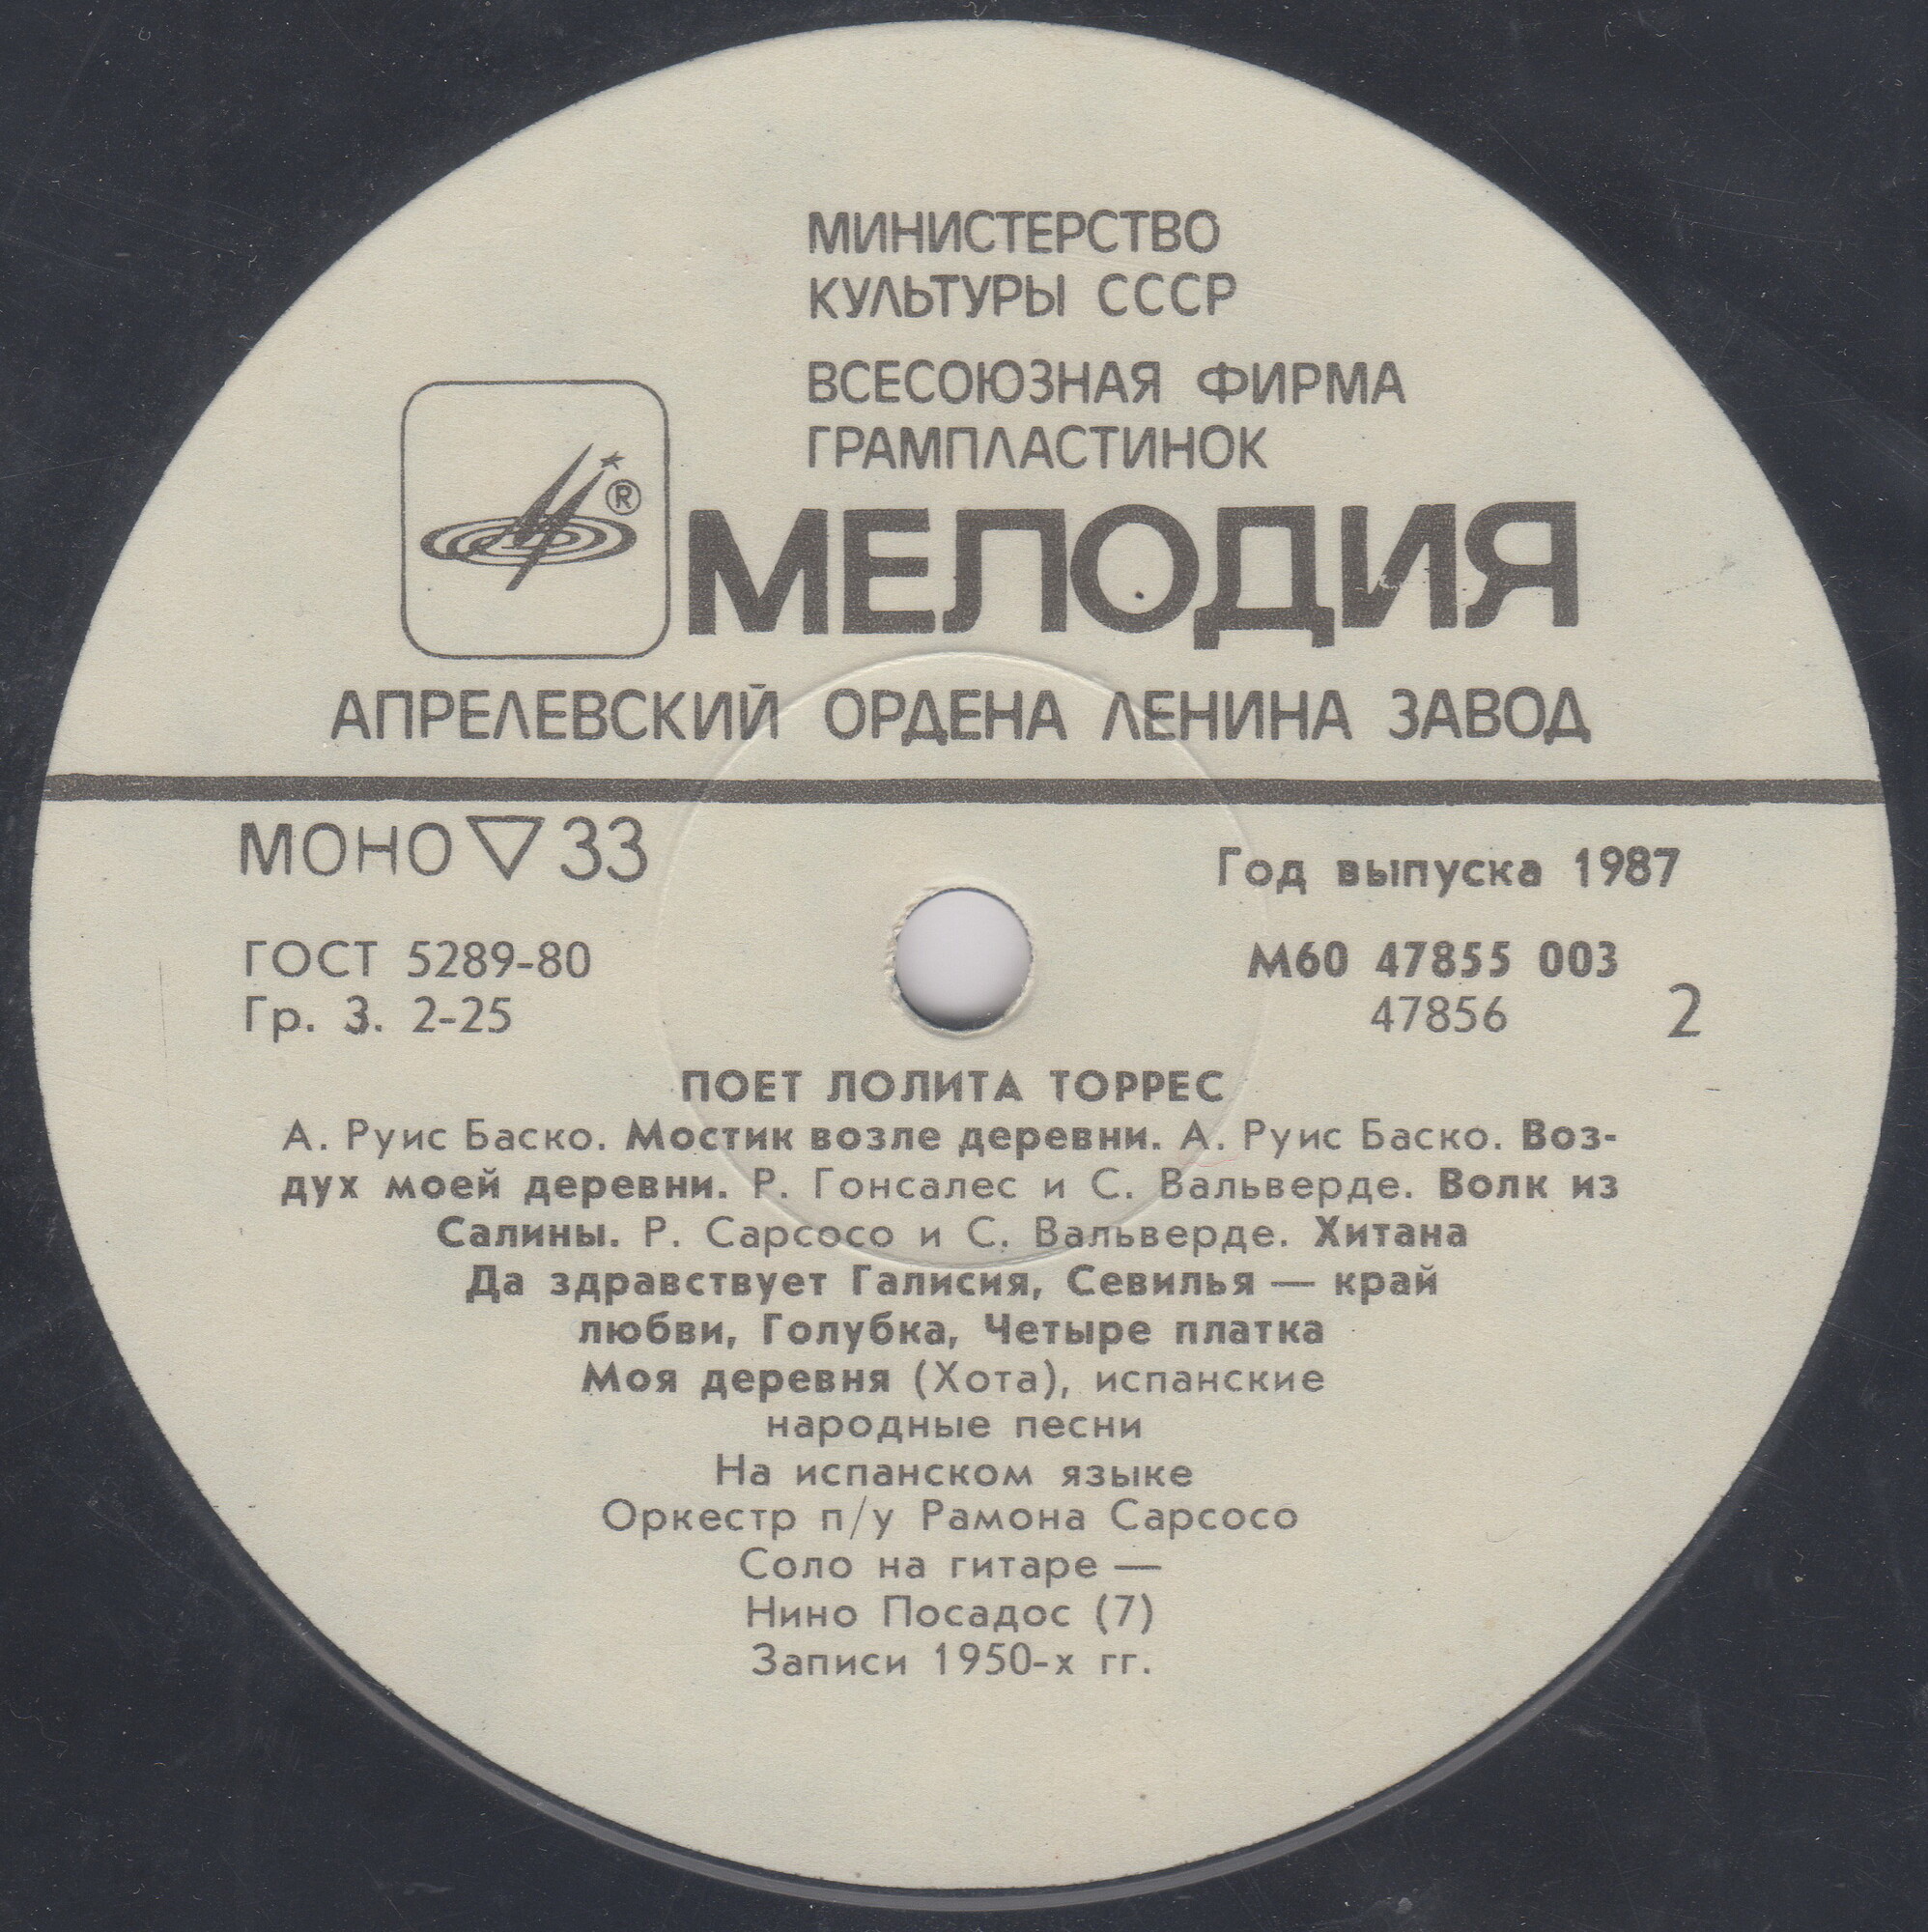 МИНИСТЕРСТВО
КУЛЬТУРЫ СССР
ВСЕСОЮЗНАЯ ФИРМА
ГРАМПЛАСТИНОК
®
МЕЛОДИЯ
АПРЕЛЕВСКИЙ ОРДЕНА ЛЕНИНА ЗАВОД
МОНО ▽ 33
Год выпуска 1987
ГОСТ 5289-80
Гр. 3. 2-25
М60 47855 003
47856
2
ПОЕТ ЛОЛИТА ТОРРЕС
А. Руис Баско. Мостик возле деревни. А. Руис Баско. Воз-
дух моей деревни. Р. Гонсалес и С. Вальверде. Волк из
Салины. Р. Сарсосо и С. Вальверде. Хитана
Да здравствует Галисия, Севилья — край
любви, Голубка, Четыре платка
Моя деревня (Хота), испанские
народные песни
На испанском языке
Оркестр п/у Рамона Сарсосо
Соло на гитаре —
Нино Посадос (7)
Записи 1950-х гг.